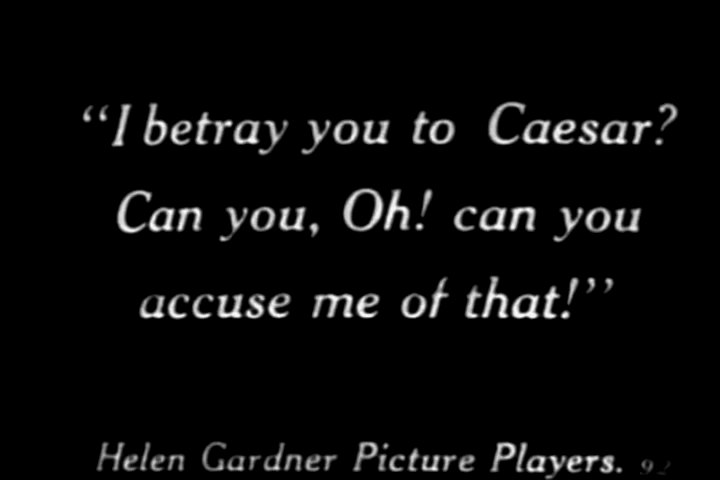 “I betray you to Caesar?
Can you, Oh! can you
accuse me of that!”
Helen Gardner Picture Players.